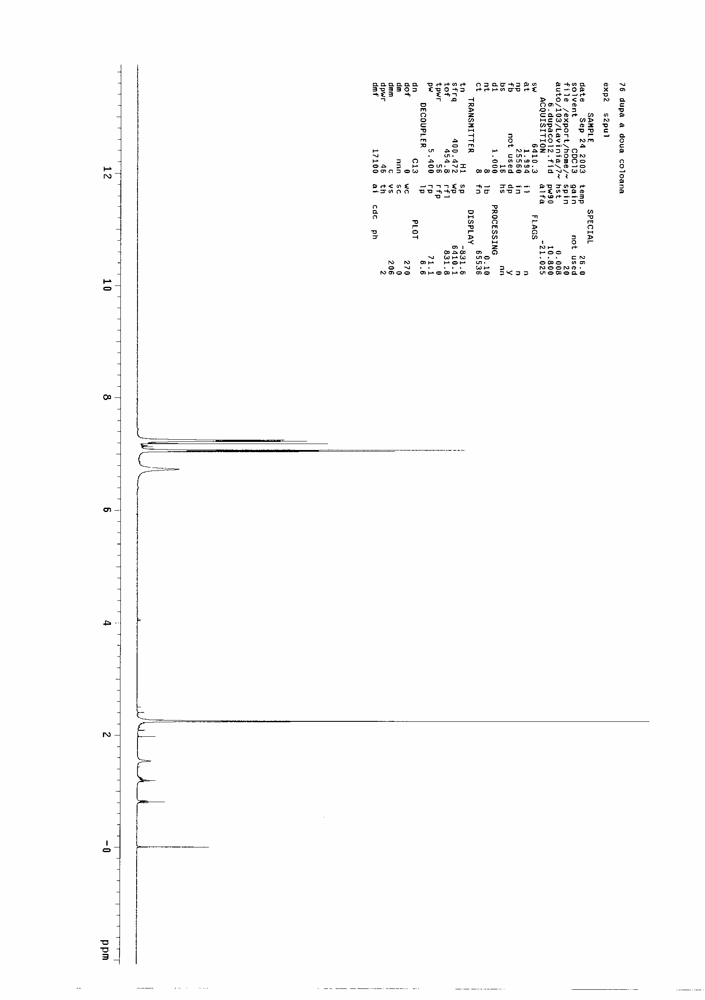 76 dupa a doua coloana
exp2 s2pul
SAMPLE SPECIAL
date Sep 24 2003 temp 26.0
solvent CDCl3 gain not used
file /export/home/~ spin 20
auto/103/Lavinia/7~ hst 0.008
6.dupacol2.fid pw90 10.800
ACQUISITION alfa -21.025
sw 6410.3 FLAGS
at 1.994 il n
np 25560 in n
fb not used dp y
bs 16 hs nn
d1 1.000 PROCESSING
nt 8 lb 0.10
ct 8 fn 65536
TRANSMITTER DISPLAY
tn H1 sp -831.6
sfrq 400.472 wp 6410.1
tof 454.8 rfl 831.8
tpwr 56 rfp 0
pw 5.400 rp 71.1
DECOUPLER lp 6.6
dn C13 PLOT
dof 0 wc 270
dm nnn sc 0
dmm c vs 206
dpwr 46 th 2
dmf 17100 ai cdc ph
12 10 8 6 4 2 -0 ppm